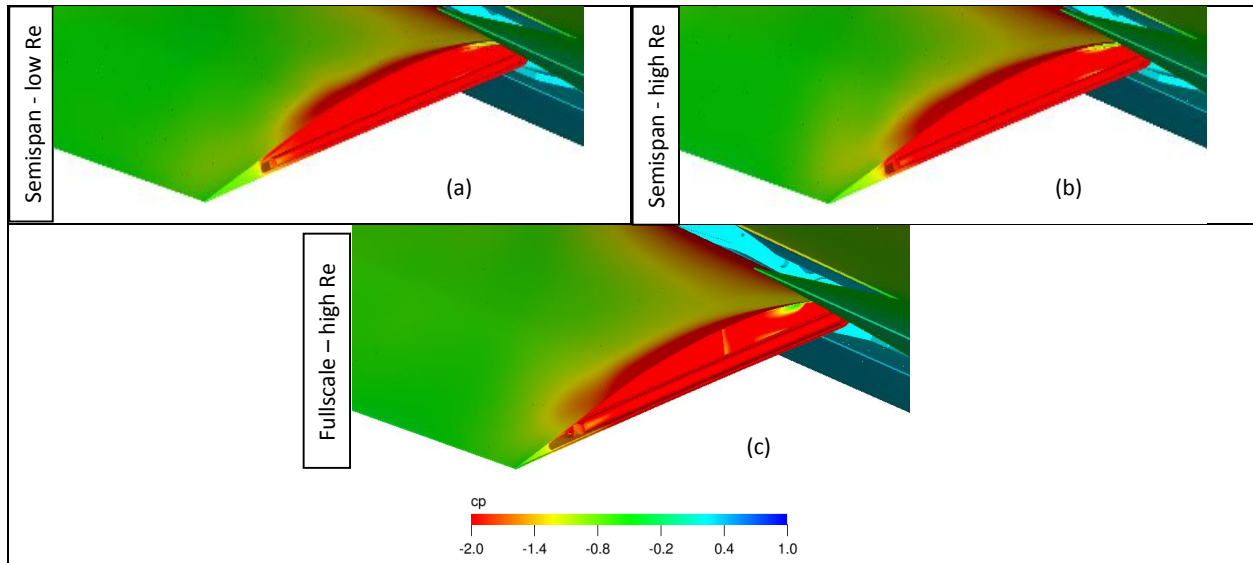 Semispan - low Re
(a)
Semispan - high Re
(b)
Fullscale – high Re
(c)
cp
-2.0 -1.4 -0.8 -0.2 0.4 1.0